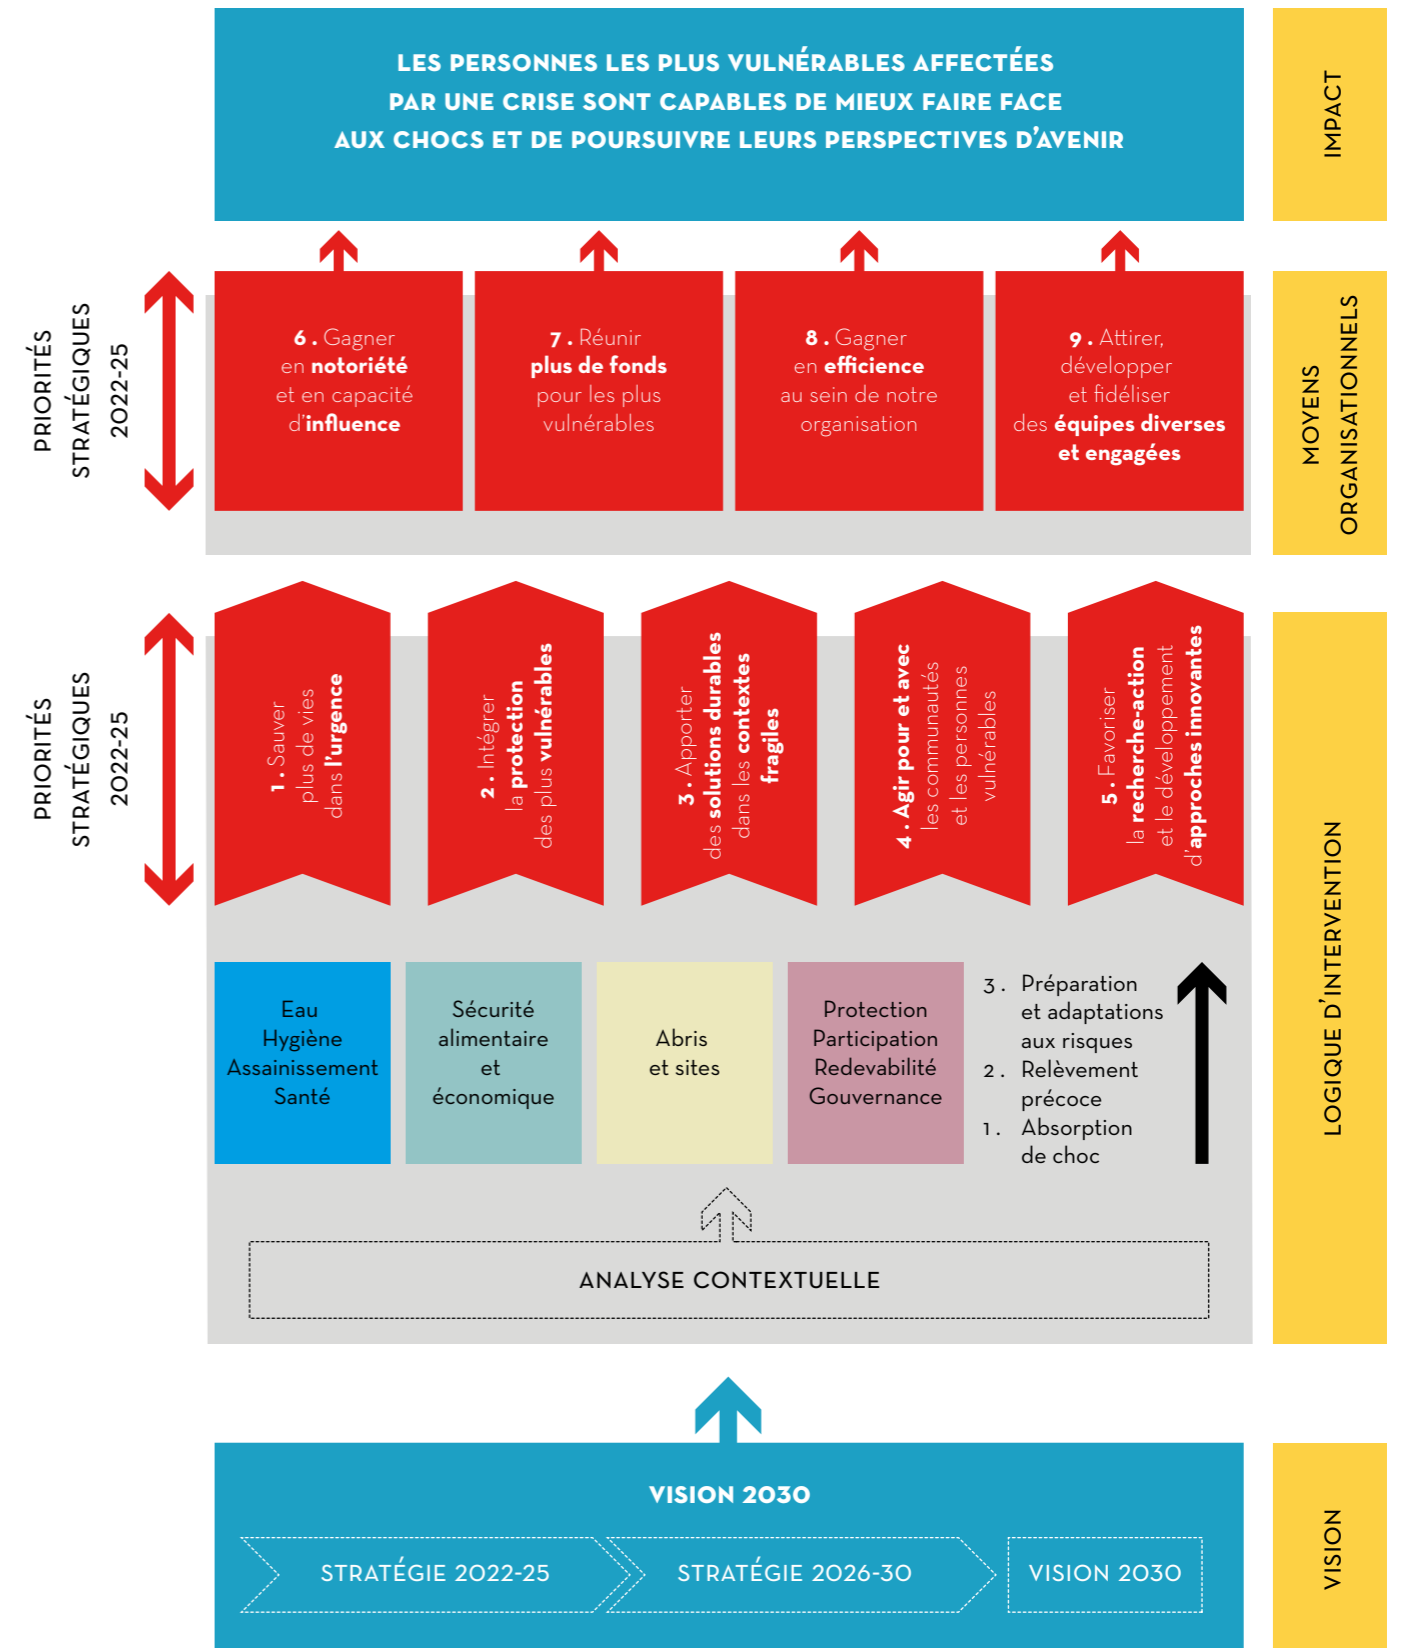 LES PERSONNES LES PLUS VULNÉRABLES AFFECTÉES
PAR UNE CRISE SONT CAPABLES DE MIEUX FAIRE FACE
AUX CHOCS ET DE POURSUIVRE LEURS PERSPECTIVES D'AVENIR
IMPACT
PRIORITÉS
STRATÉGIQUES
2022-25
6. Gagner
en notoriété
et en capacité
d'influence
7. Réunir
plus de fonds
pour les plus
vulnérables
8. Gagner
en efficience
au sein de notre
organisation
9. Attirer,
développer
et fidéliser
des équipes diverses
et engagées
MOYENS
ORGANISATIONNELS
PRIORITÉS
STRATÉGIQUES
2022-25
1. Sauver
plus de vies
dans l'urgence
2. Intégrer
la protection
des plus vulnérables
3. Apporter
des solutions durables
dans les contextes
fragiles
4. Agir pour et avec
les communautés
et les personnes
vulnérables
5. Favoriser
la recherche-action
et le développement
d'approches innovantes
LOGIQUE D'INTERVENTION
Eau
Hygiène
Assainissement
Santé
Sécurité
alimentaire
et
économique
Abris
et sites
Protection
Participation
Redevabilité
Gouvernance
3. Préparation
et adaptations
aux risques
2. Relèvement
précoce
1. Absorption
de choc
ANALYSE CONTEXTUELLE
VISION 2030
STRATÉGIE 2022-25
STRATÉGIE 2026-30
VISION 2030
VISION